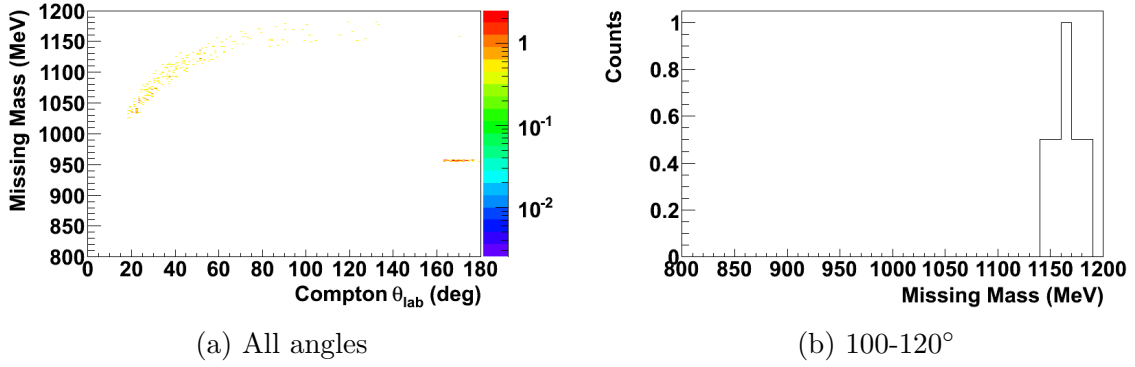 1200
1150
1100
1050
1000
950
900
850
800
Missing Mass (MeV)
0 20 40 60 80 100 120 140 160 180
Compton θlab (deg)
1
10^-1
10^-2
(a) All angles
1
0.8
0.6
0.4
0.2
0
Counts
800 850 900 950 1000 1050 1100 1150 1200
Missing Mass (MeV)
(b) 100-120°